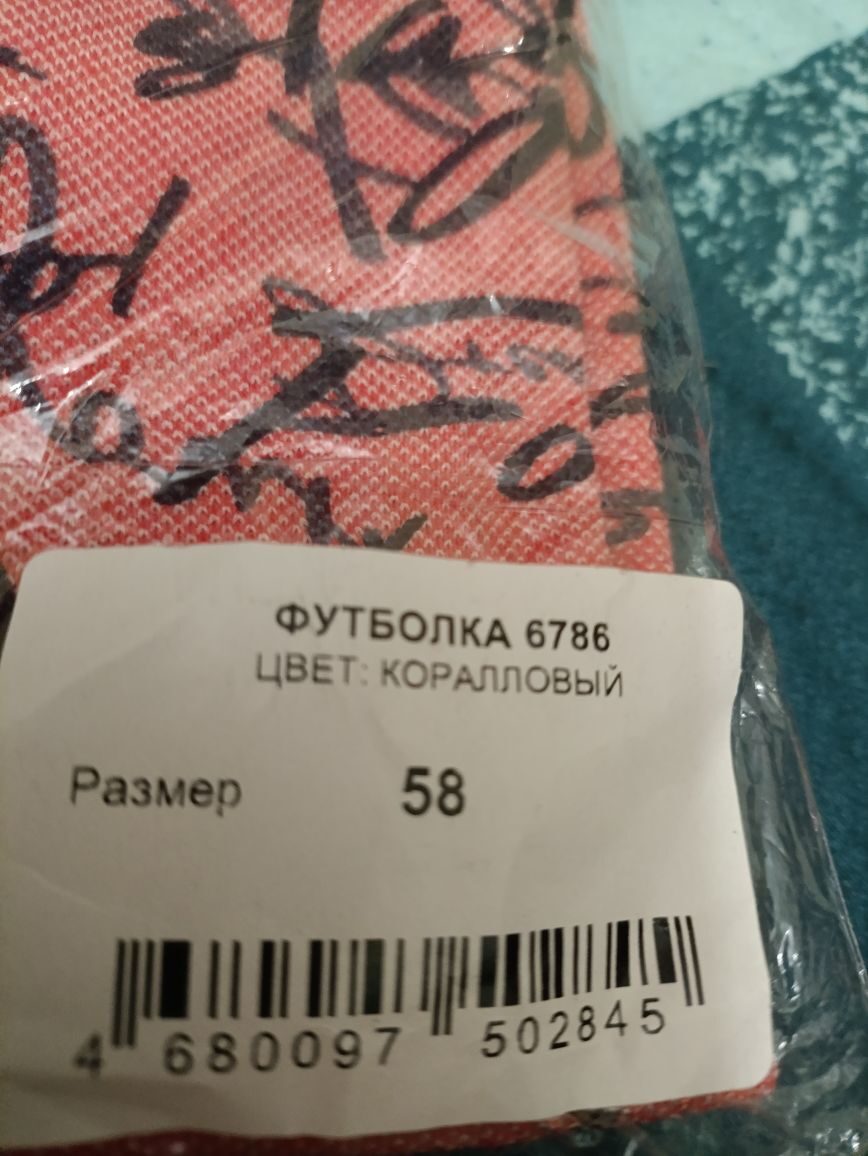 ФУТБОЛКА 6786
ЦВЕТ: КОРАЛЛОВЫЙ
Размер 58
4 680097 502845